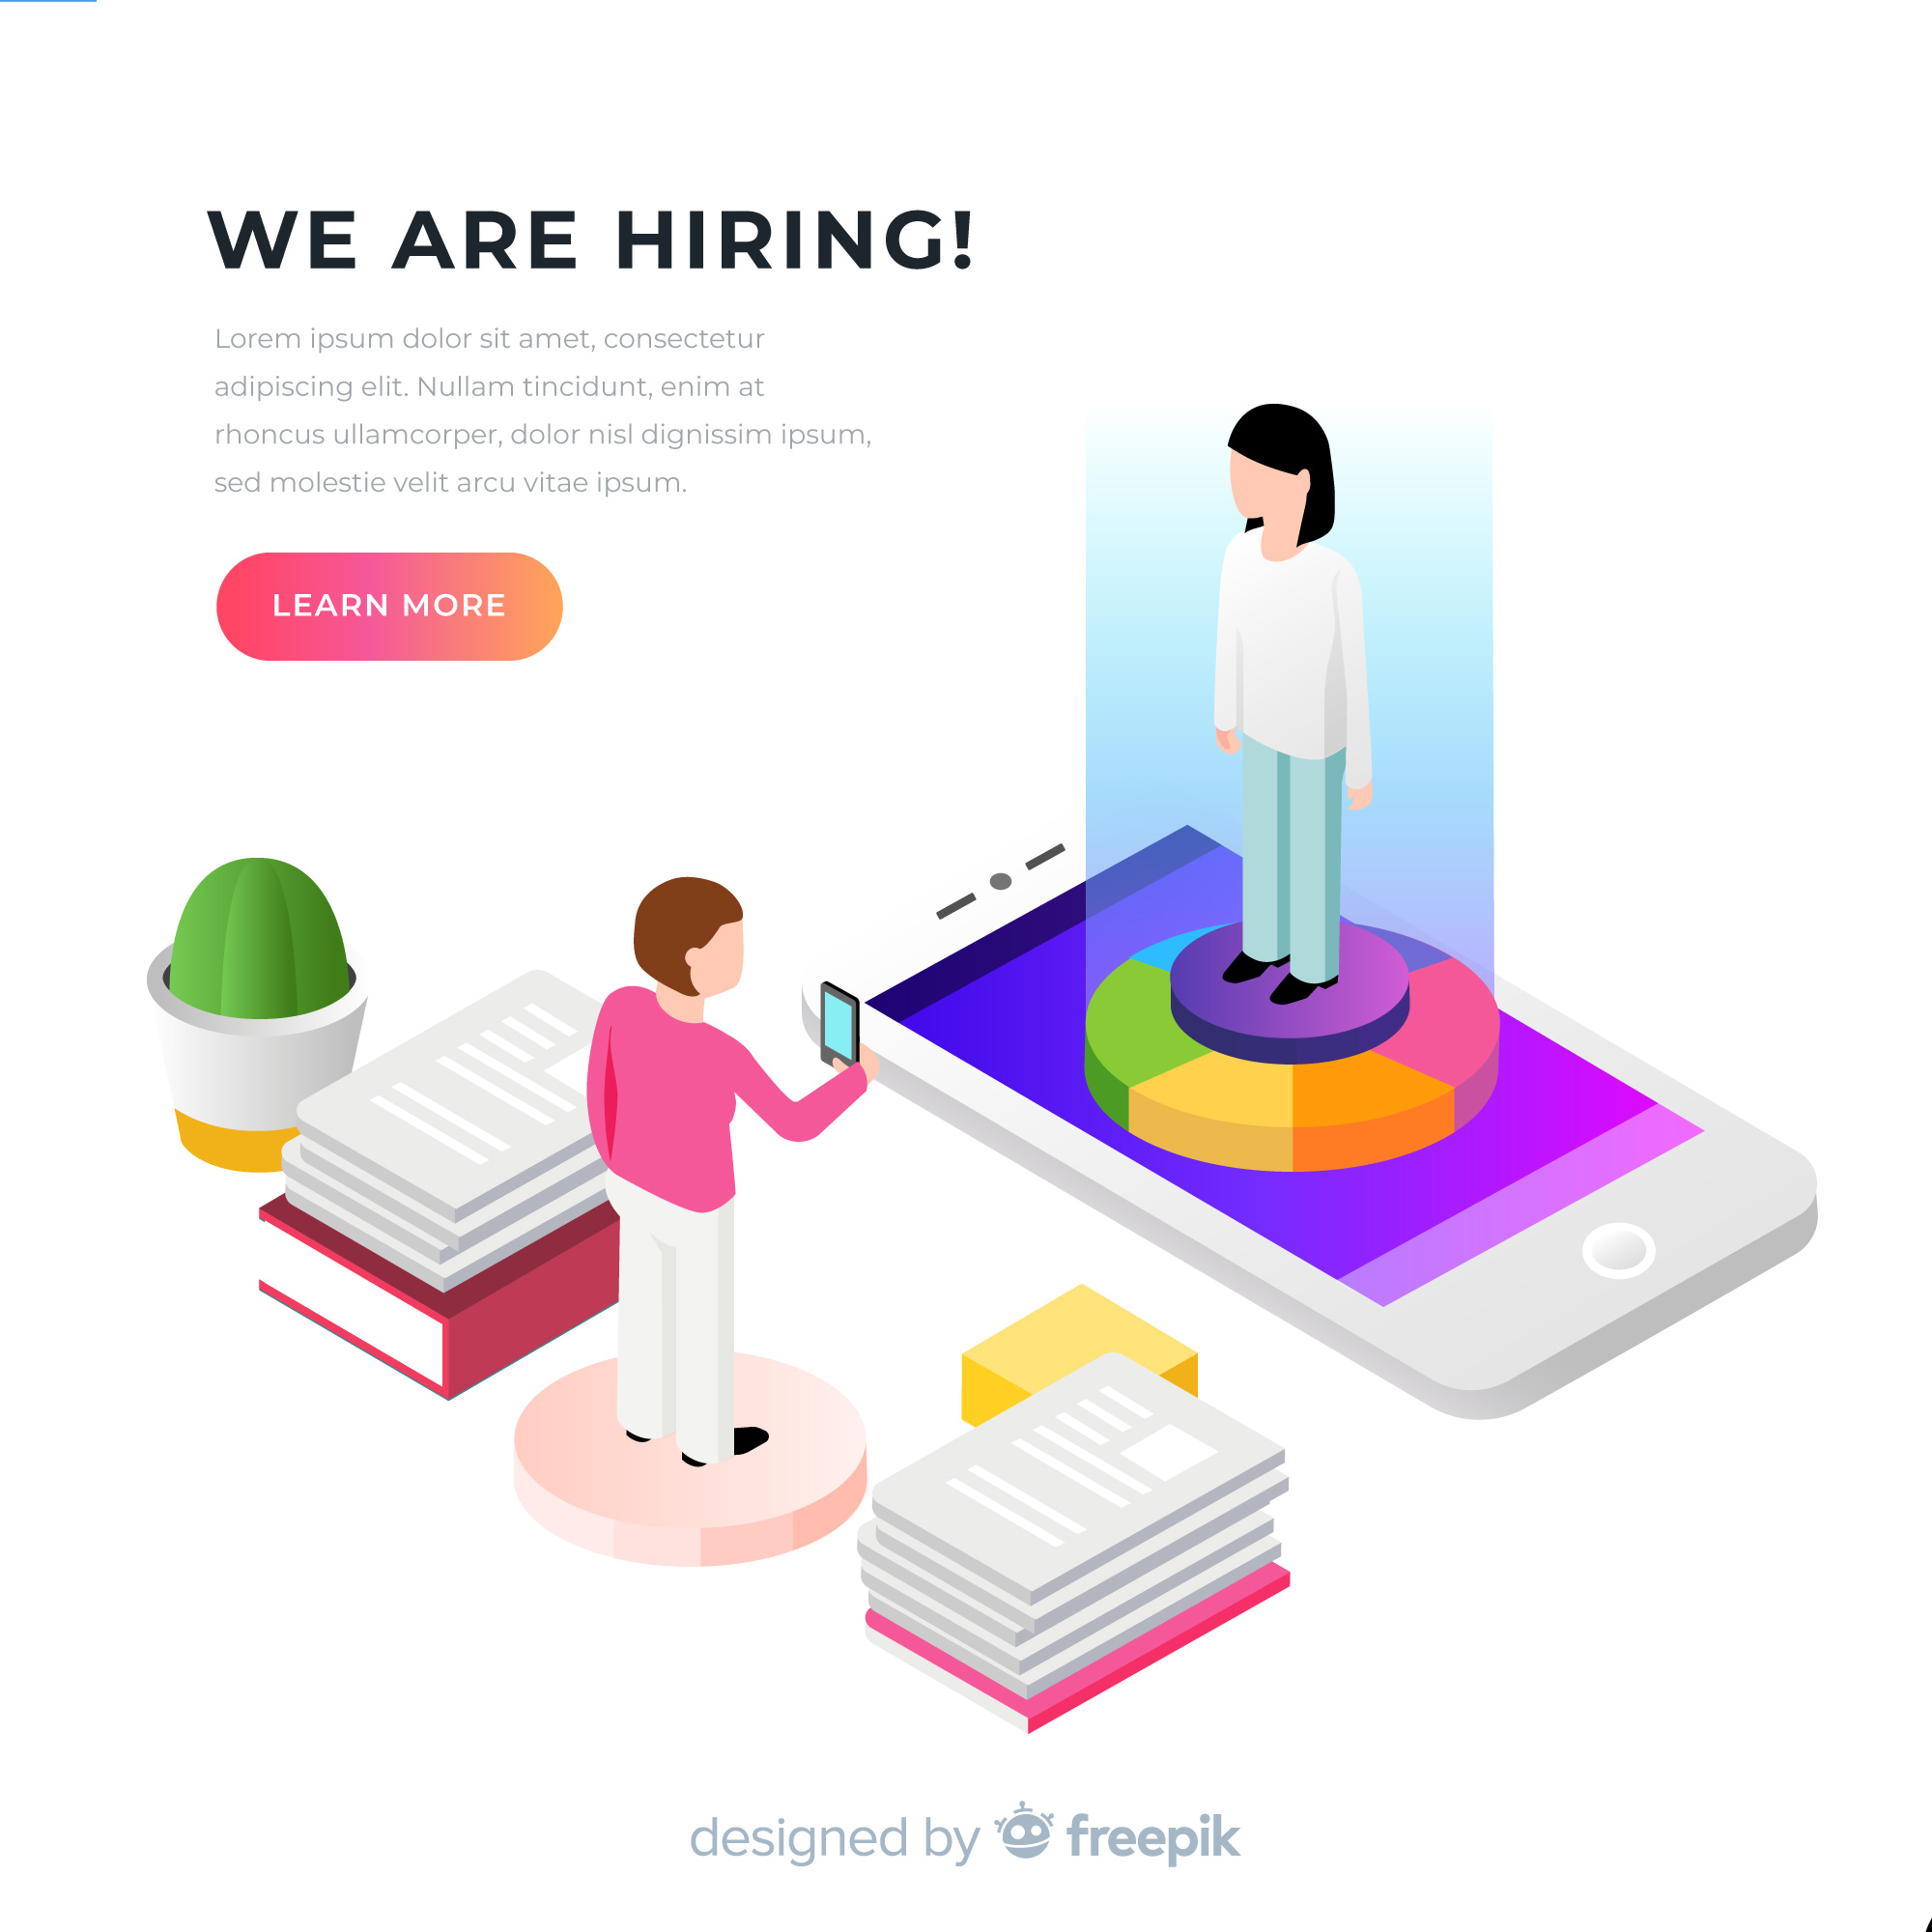 WE ARE HIRING!
Lorem ipsum dolor sit amet, consectetur
adipiscing elit. Nullam tincidunt, enim at
rhoncus ullamcorper, dolor nisl dignissim ipsum,
sed molestie velit arcu vitae ipsum.
LEARN MORE
designed by freepik